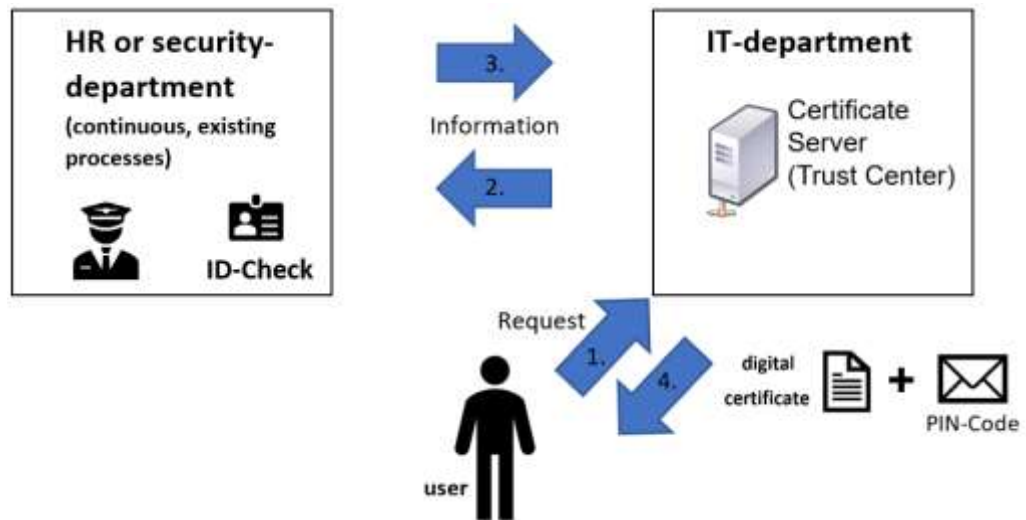 HR or security-
department
(continuous, existing
processes)
ID-Check
3.
Information
2.
IT-department
Certificate
Server
(Trust Center)
Request
1.
4.
user
digital
certificate
+
PIN-Code